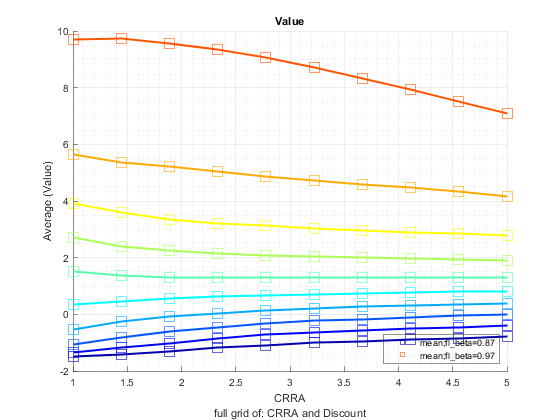 Value
10
8
6
4
2
0
-2
Average (Value)
1
1.5
2
2.5
3
3.5
4
4.5
5
CRRA
full grid of: CRRA and Discount
mean;fl_beta=0.87
mean;fl_beta=0.97